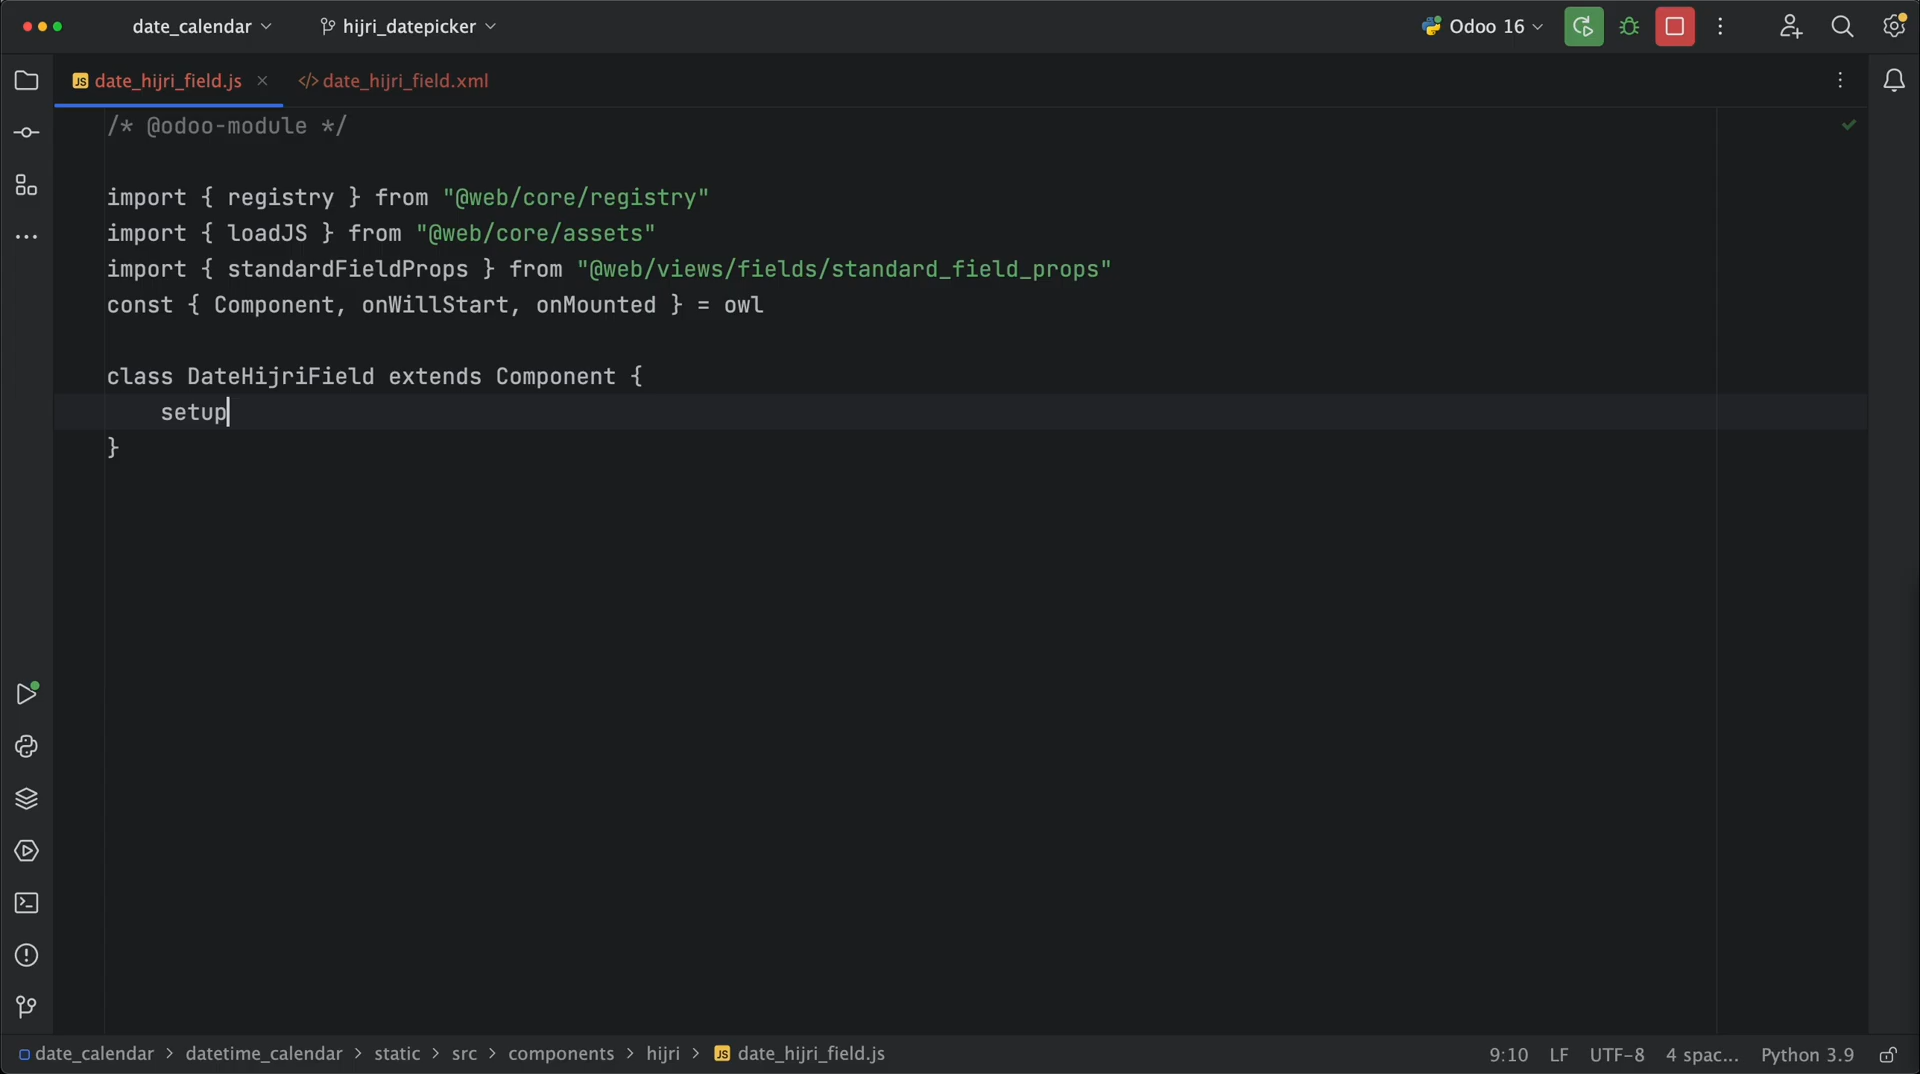 date_calendar
hijri_datepicker
Odoo 16
date_hijri_field.js
</> date_hijri_field.xml
/* @odoo-module */
import { registry } from "@web/core/registry"
import { loadJS } from "@web/core/assets"
import { standardFieldProps } from "@web/views/fields/standard_field_props"
const { Component, onWillStart, onMounted } = owl
class DateHijriField extends Component {
setup
}
date_calendar > datetime_calendar > static > src > components > hijri > JS date_hijri_field.js
9:10 LF UTF-8 4 spac... Python 3.9